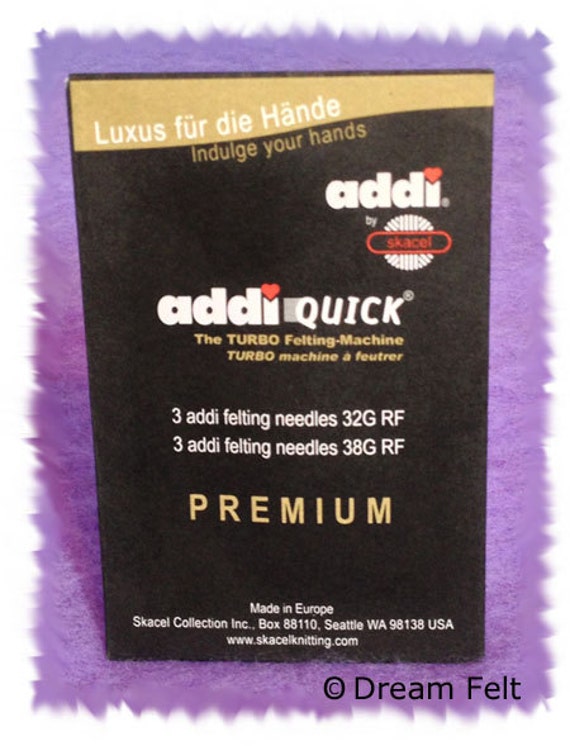 Luxus für die Hände
Indulge your hands
addi®
by
skacel
addi QUICK®
The TURBO Felting-Machine
TURBO machine à feutrer
3 addi felting needles 32G RF
3 addi felting needles 38G RF
PREMIUM
Made in Europe
Skacel Collection Inc., Box 88110, Seattle WA 98138 USA
www.skacelknitting.com
© Dream Felt